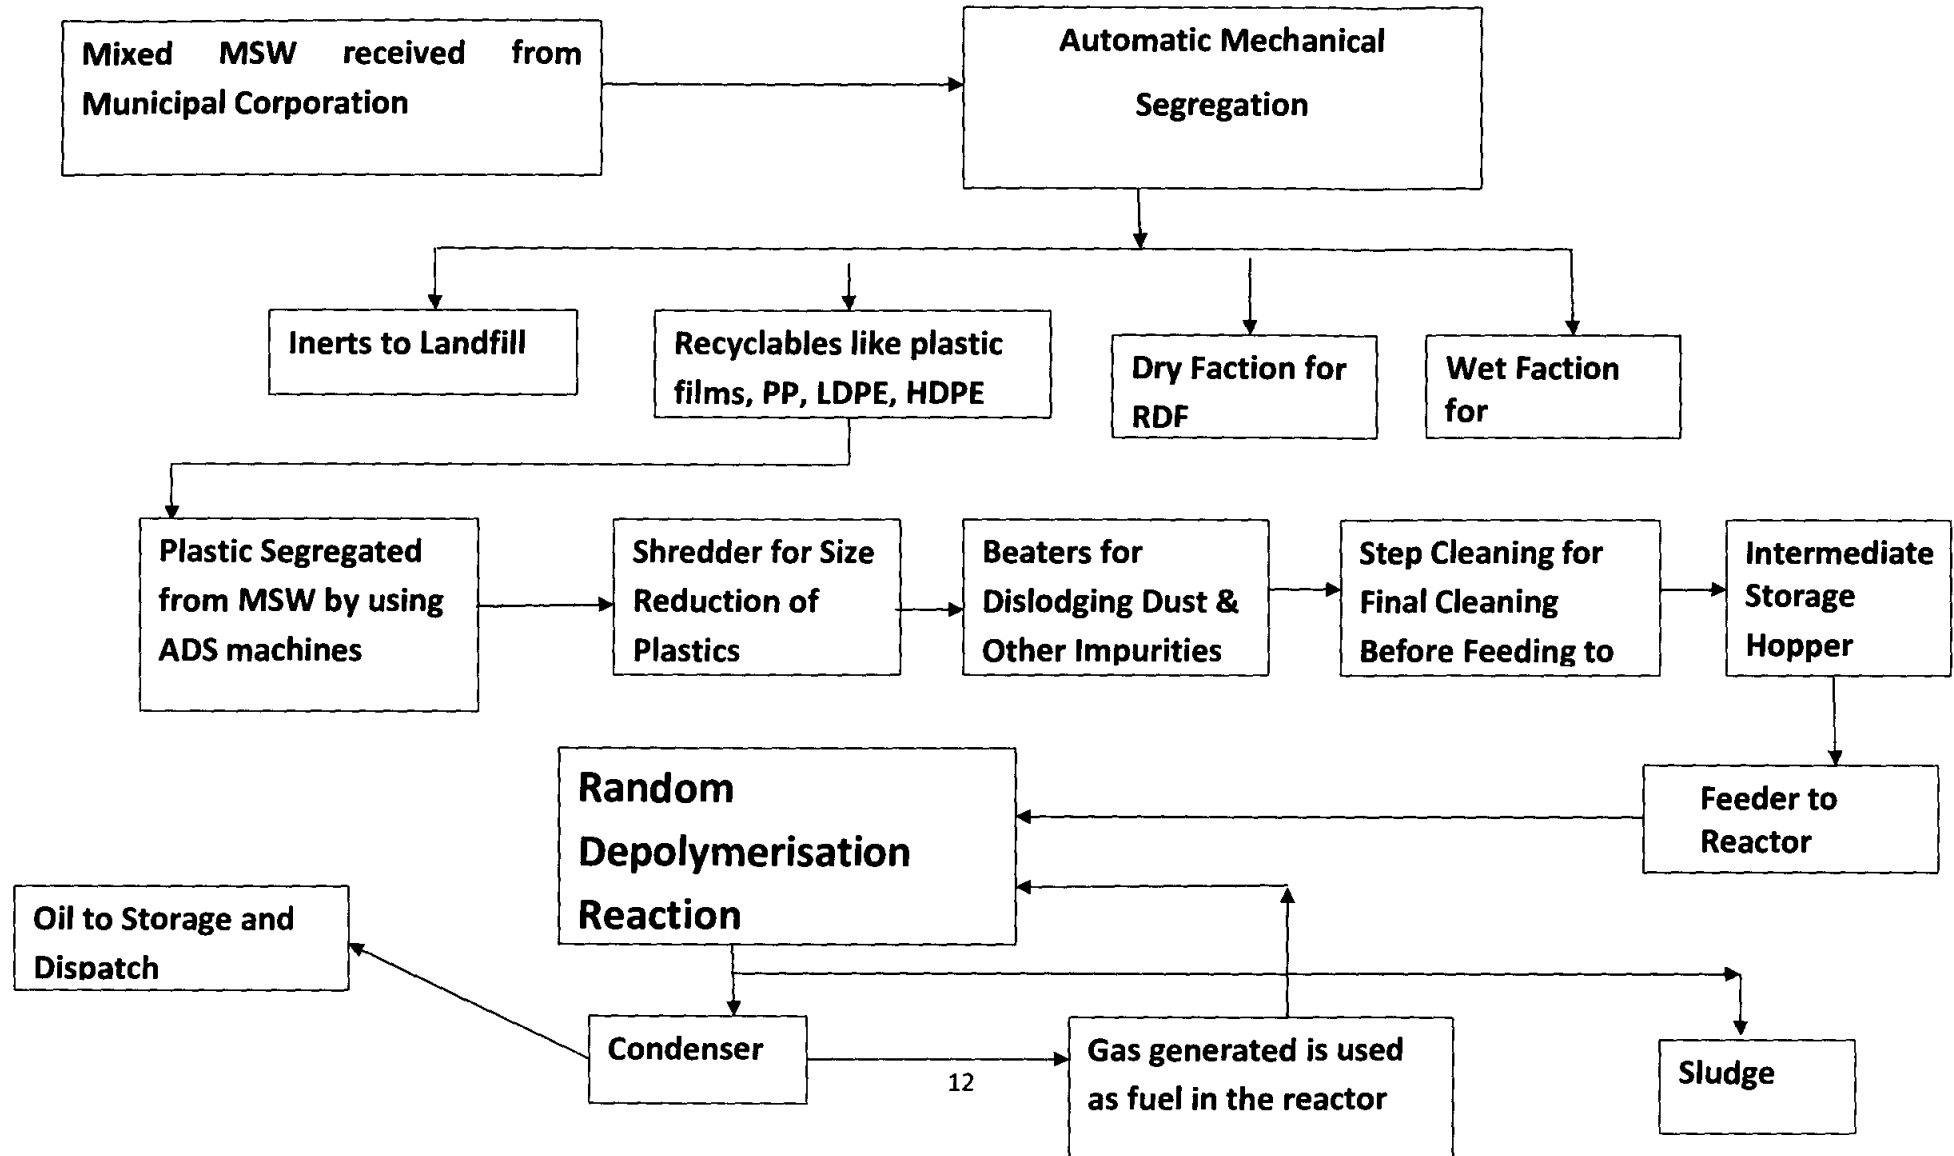 Mixed MSW received from
Municipal Corporation
Automatic Mechanical
Segregation
Inerts to Landfill
Recyclables like plastic
films, PP, LDPE, HDPE
Dry Faction for
RDF
Wet Faction
for
Plastic Segregated
from MSW by using
ADS machines
Shredder for Size
Reduction of
Plastics
Beaters for
Dislodging Dust &
Other Impurities
Step Cleaning for
Final Cleaning
Before Feeding to
Intermediate
Storage
Hopper
Random
Depolymerisation
Reaction
Feeder to
Reactor
Oil to Storage and
Dispatch
Condenser
12
Gas generated is used
as fuel in the reactor
Sludge